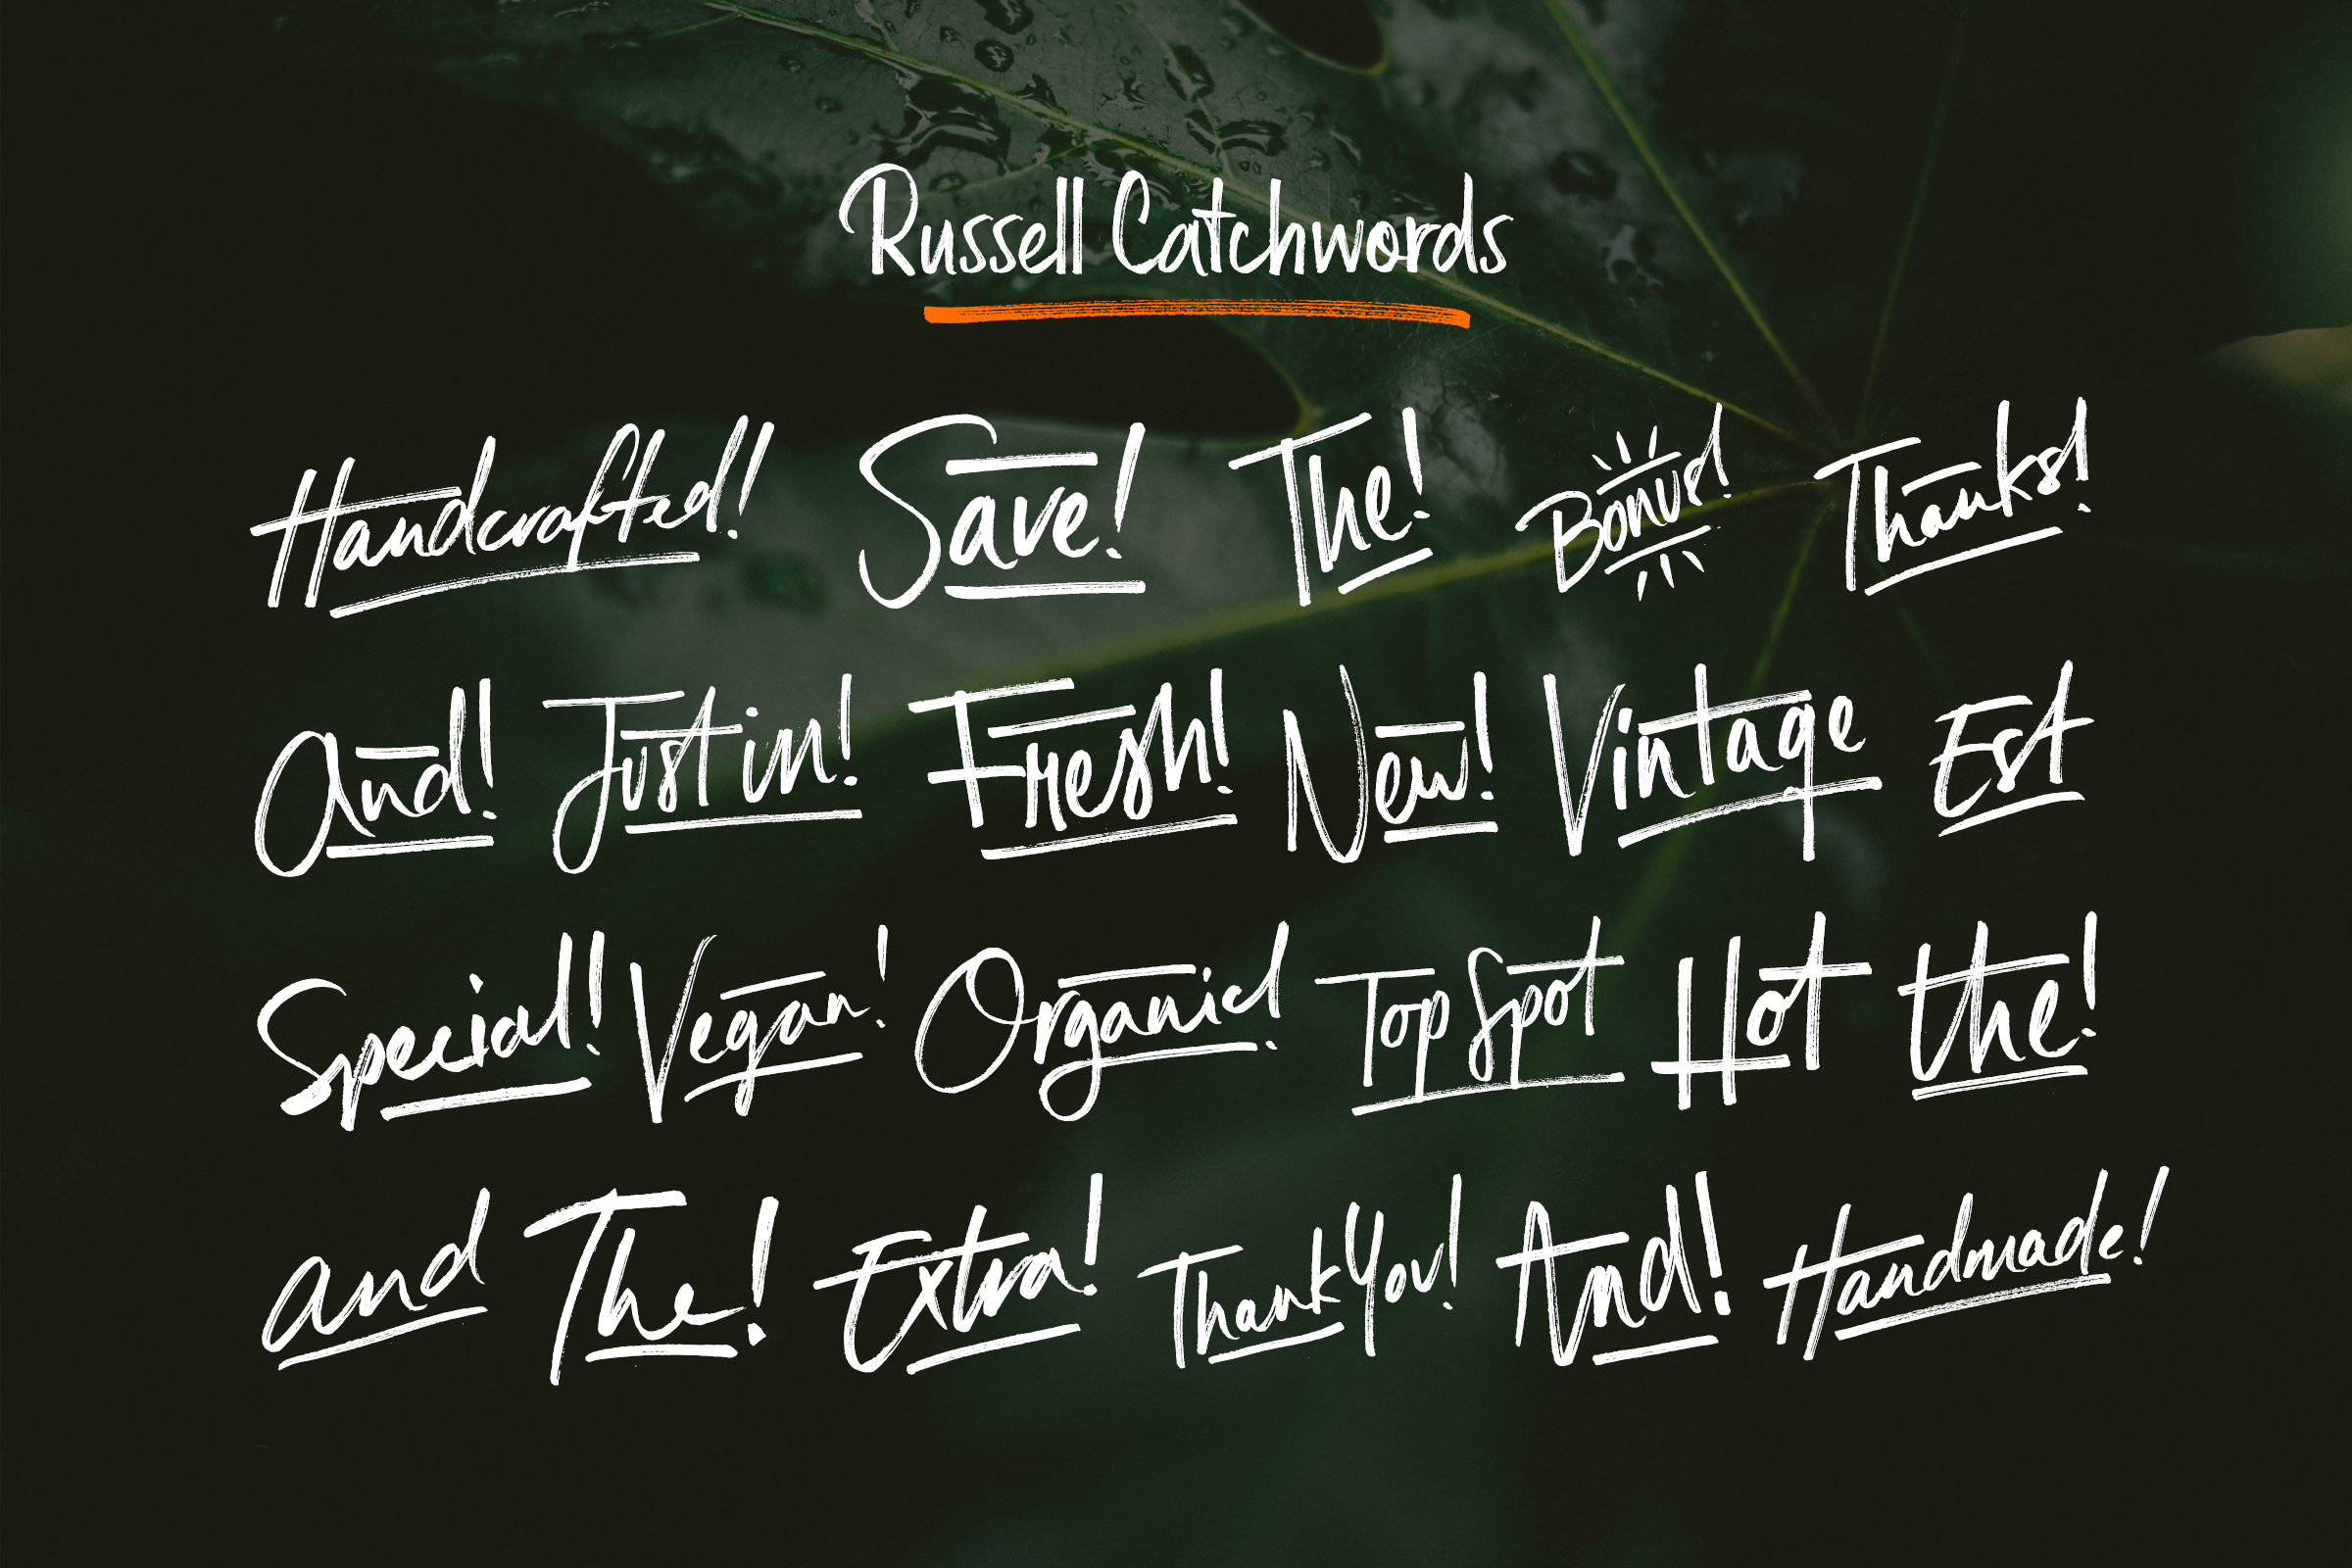 Russell Catchwords
Handcrafted! Save! The! Bonus! Thanks!
And! Just in! Fresh! New! Vintage Est
Special! Vegan! Organic! Top Spot Hot the!
and The! Extra! Thank You! And! Handmade!